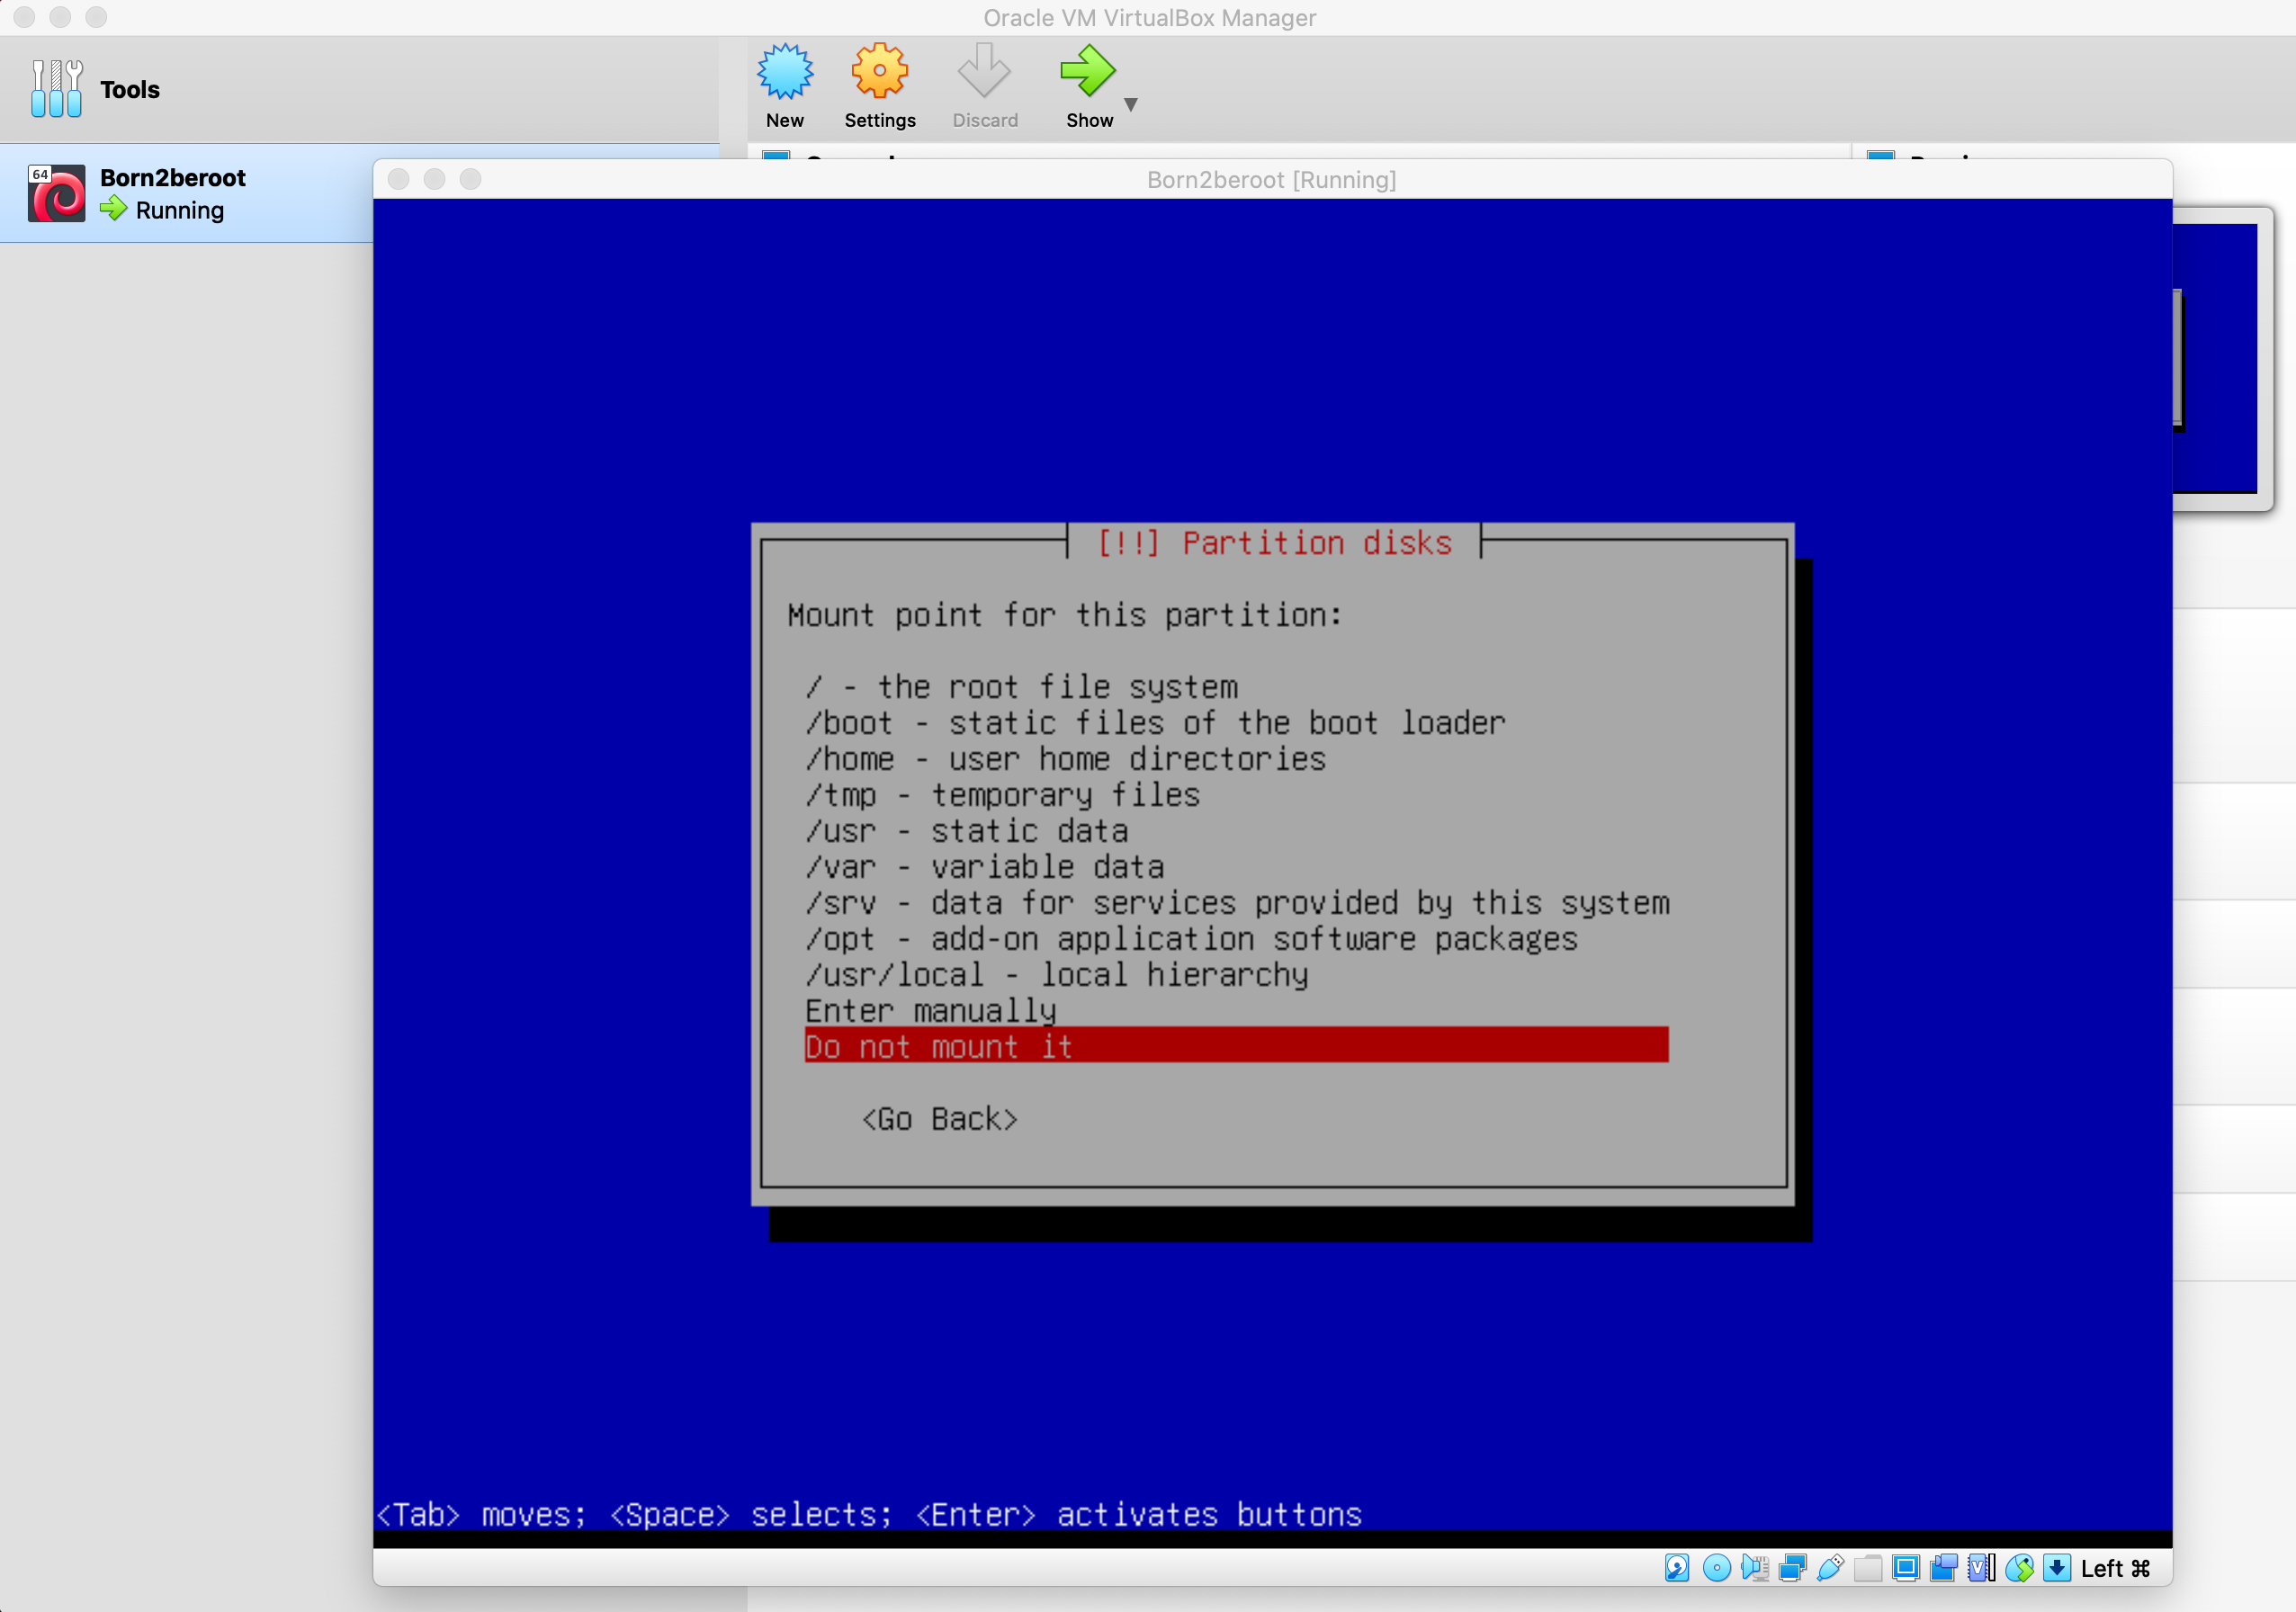 Oracle VM VirtualBox Manager
Tools
New
Settings
Discard
Show
64
Born2beroot
Running
Born2beroot [Running]
[!!] Partition disks
Mount point for this partition:
/ - the root file system
/boot - static files of the boot loader
/home - user home directories
/tmp - temporary files
/usr - static data
/var - variable data
/srv - data for services provided by this system
/opt - add-on application software packages
/usr/local - local hierarchy
Enter manually
Do not mount it
<Go Back>
<Tab> moves; <Space> selects; <Enter> activates buttons
Left ⌘